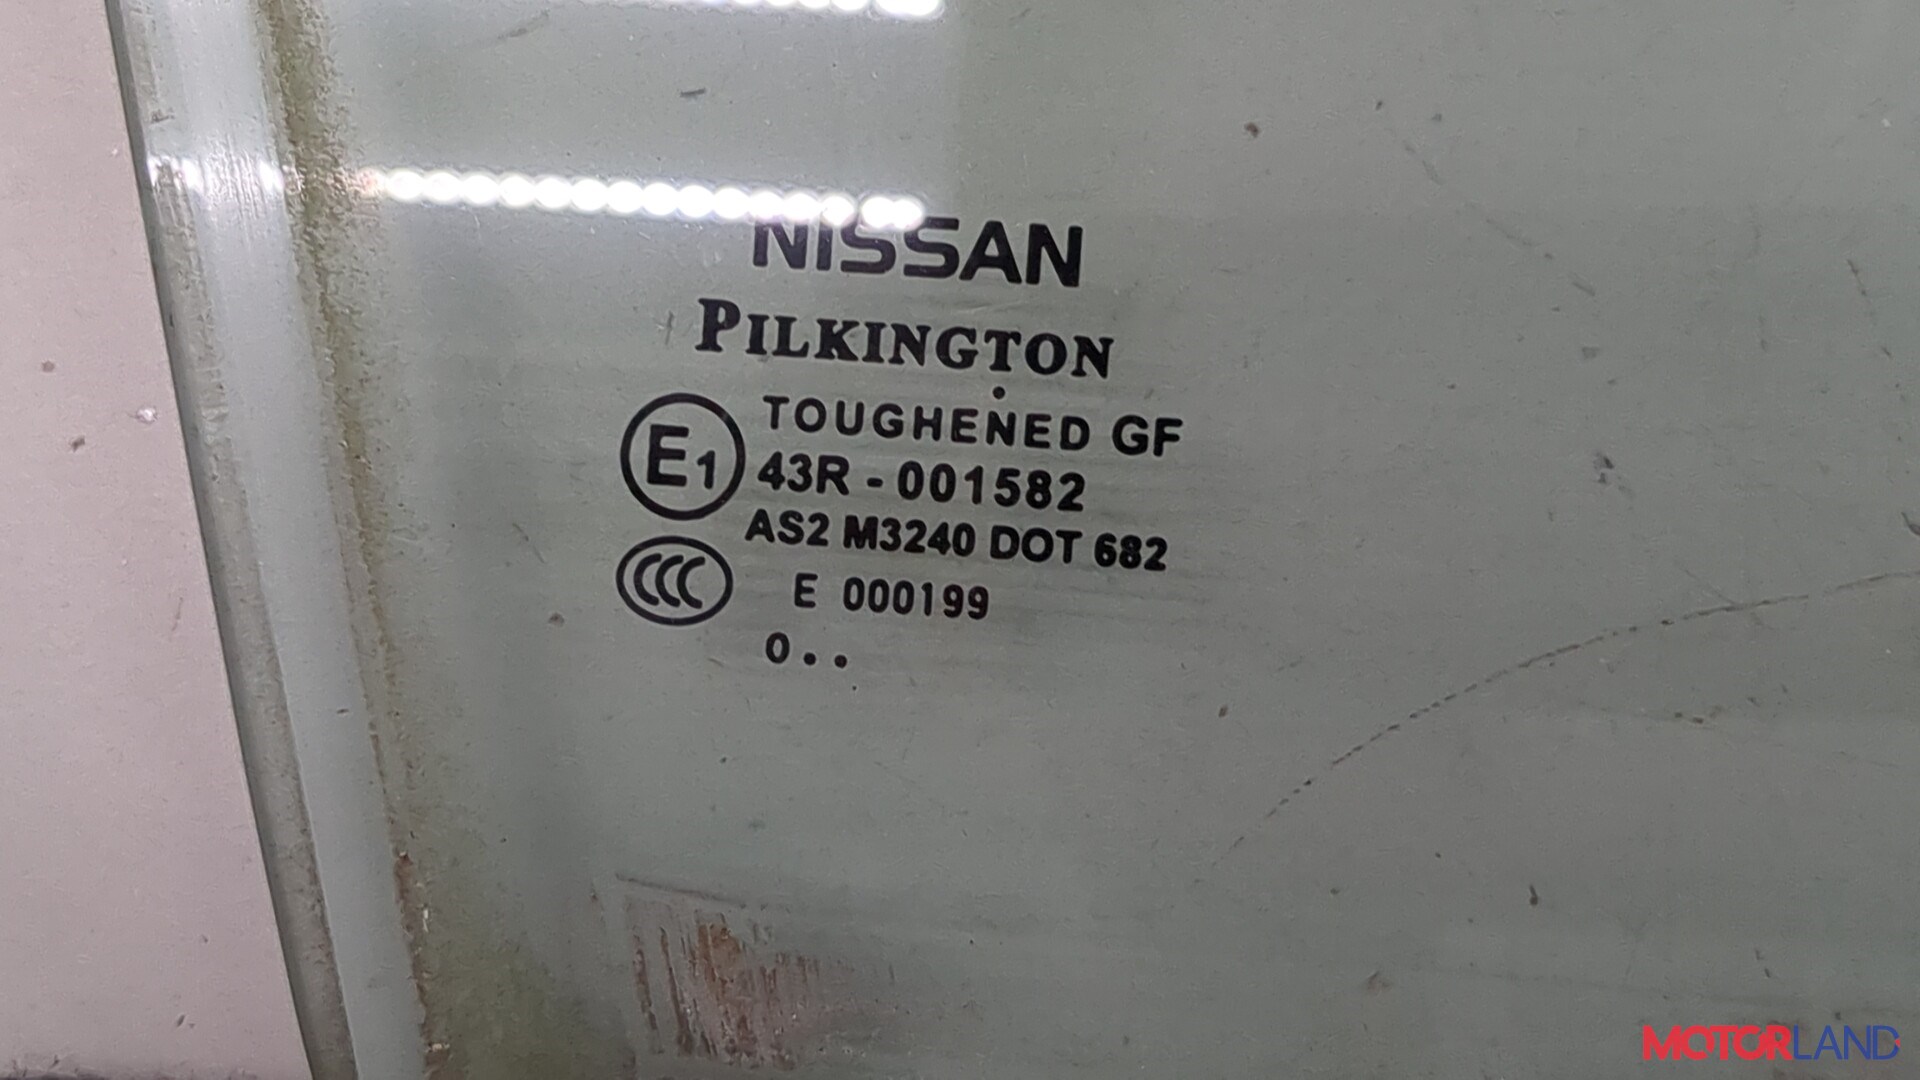 NISSAN
PILKINGTON
TOUGHENED GF
E1 43R - 001582
AS2 M3240 DOT 682
CCC E 000199
0..
MOTORLAND